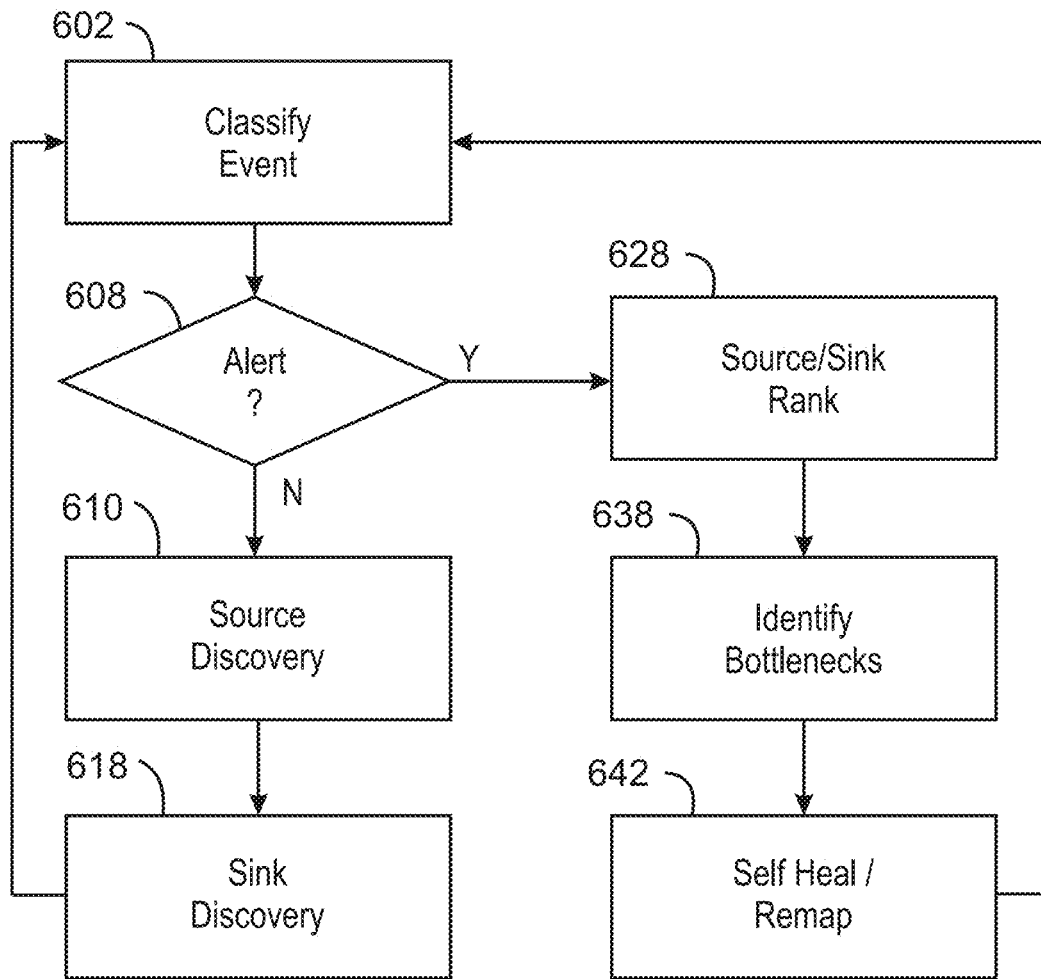 602
Classify
Event
608
Alert
?
Y
N
628
Source/Sink
Rank
610
Source
Discovery
638
Identify
Bottlenecks
618
Sink
Discovery
642
Self Heal /
Remap